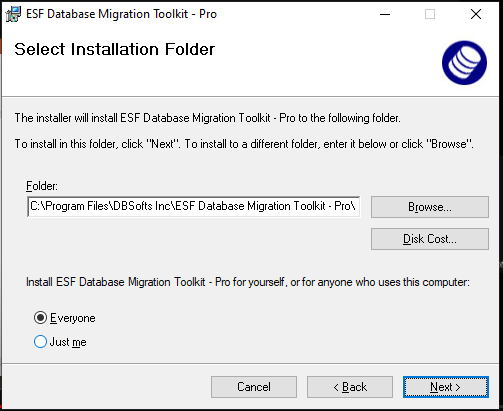 ESF Database Migration Toolkit - Pro
Select Installation Folder
The installer will install ESF Database Migration Toolkit - Pro to the following folder.
To install in this folder, click "Next". To install to a different folder, enter it below or click "Browse".
Folder:
C:\Program Files\DBSofts Inc\ESF Database Migration Toolkit - Pro\
Browse...
Disk Cost...
Install ESF Database Migration Toolkit - Pro for yourself, or for anyone who uses this computer:
Everyone
Just me
Cancel
< Back
Next >